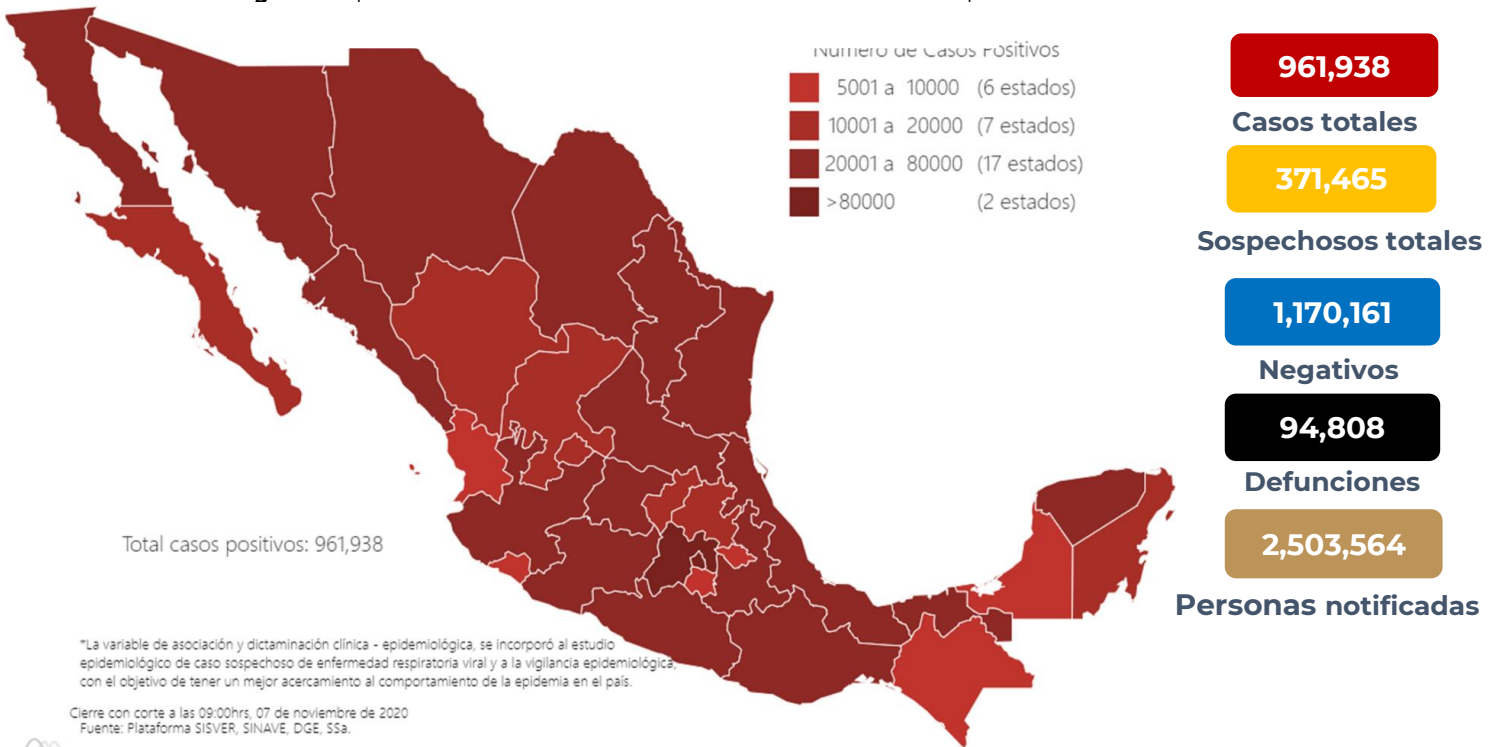 Número de Casos Positivos
5001 a 10000 (6 estados)
10001 a 20000 (7 estados)
20001 a 80000 (17 estados)
>80000 (2 estados)
961,938
Casos totales
371,465
Sospechosos totales
1,170,161
Negativos
94,808
Defunciones
2,503,564
Personas notificadas
Total casos positivos: 961,938
*La variable de asociación y dictaminación clínica - epidemiológica, se incorporó al estudio
epidemiológico de caso sospechoso de enfermedad respiratoria viral y a la vigilancia epidemiológica,
con el objetivo de tener un mejor acercamiento al comportamiento de la epidemia en el país.
Cierre con corte a las 09:00hrs, 07 de noviembre de 2020
Fuente: Plataforma SISVER, SINAVE, DGE, SSa.